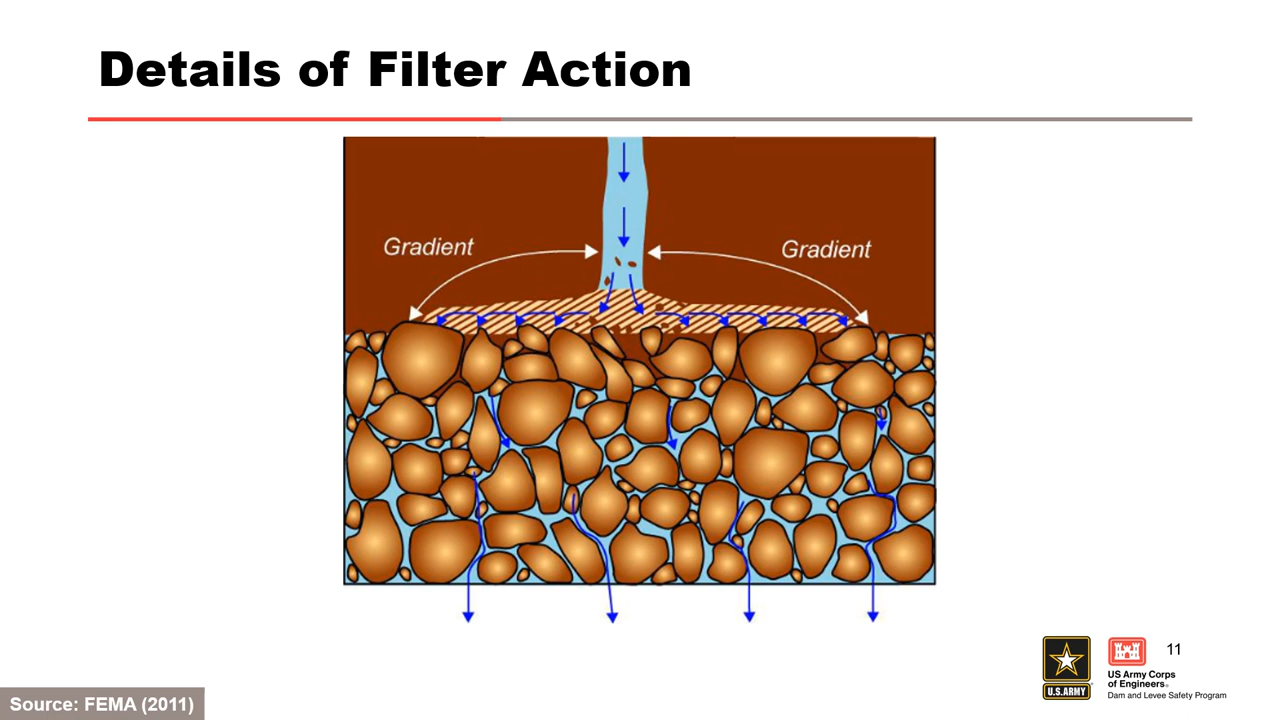 Details of Filter Action
Gradient
Gradient
11
U.S.ARMY
US Army Corps
of Engineers®
Dam and Levee Safety Program
Source: FEMA (2011)